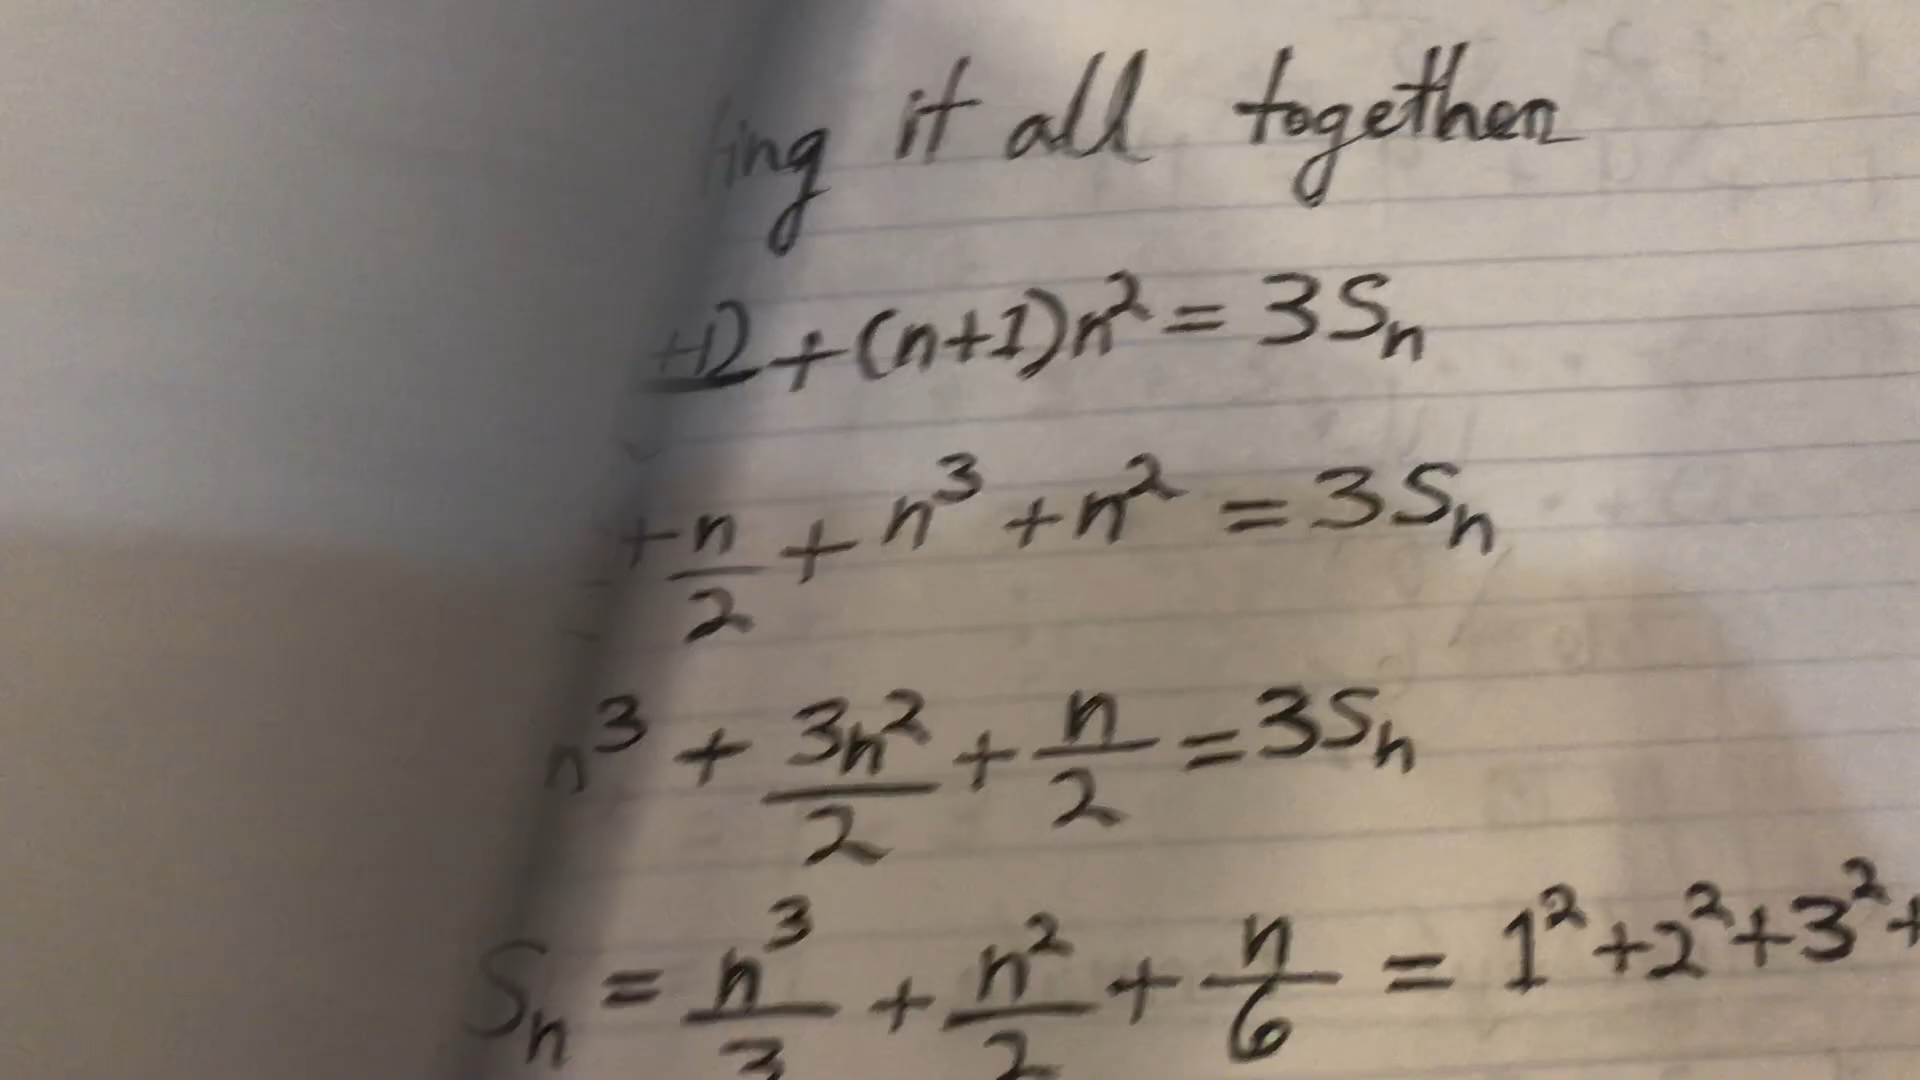 it all together
+ (n+1)n² = 3Sn
+ n/2 + n³ + n² = 3Sn
n³ + 3n²/2 + n/2 = 3Sn
Sn = n³/3 + n²/2 + n/6 = 1² + 2² + 3² +